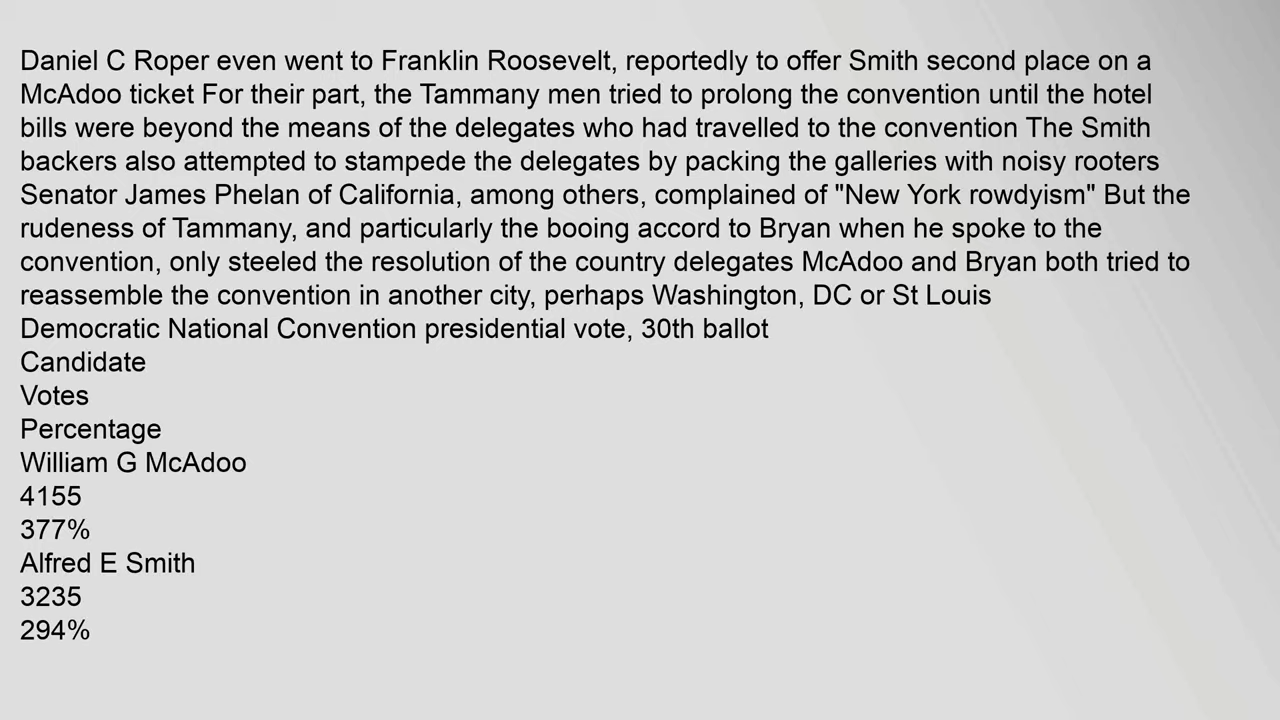 Daniel C Roper even went to Franklin Roosevelt, reportedly to offer Smith second place on a
McAdoo ticket For their part, the Tammany men tried to prolong the convention until the hotel
bills were beyond the means of the delegates who had travelled to the convention The Smith
backers also attempted to stampede the delegates by packing the galleries with noisy rooters
Senator James Phelan of California, among others, complained of "New York rowdyism" But the
rudeness of Tammany, and particularly the booing accord to Bryan when he spoke to the
convention, only steeled the resolution of the country delegates McAdoo and Bryan both tried to
reassemble the convention in another city, perhaps Washington, DC or St Louis
Democratic National Convention presidential vote, 30th ballot
Candidate
Votes
Percentage
William G McAdoo
4155
377%
Alfred E Smith
3235
294%